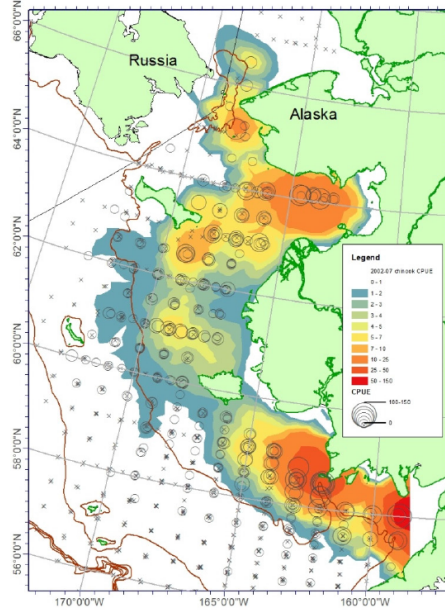 66°0'0"N
Russia
Alaska
64°0'0"N
62°0'0"N
Legend
2002-07 chinook CPUE
0 - 1
1 - 2
2 - 3
3 - 4
4 - 5
5 - 7
7 - 10
10 - 25
25 - 50
50 - 150
CPUE
100-150
0
60°0'0"N
58°0'0"N
56°0'0"N
170°0'0"W
165°0'0"W
160°0'0"W